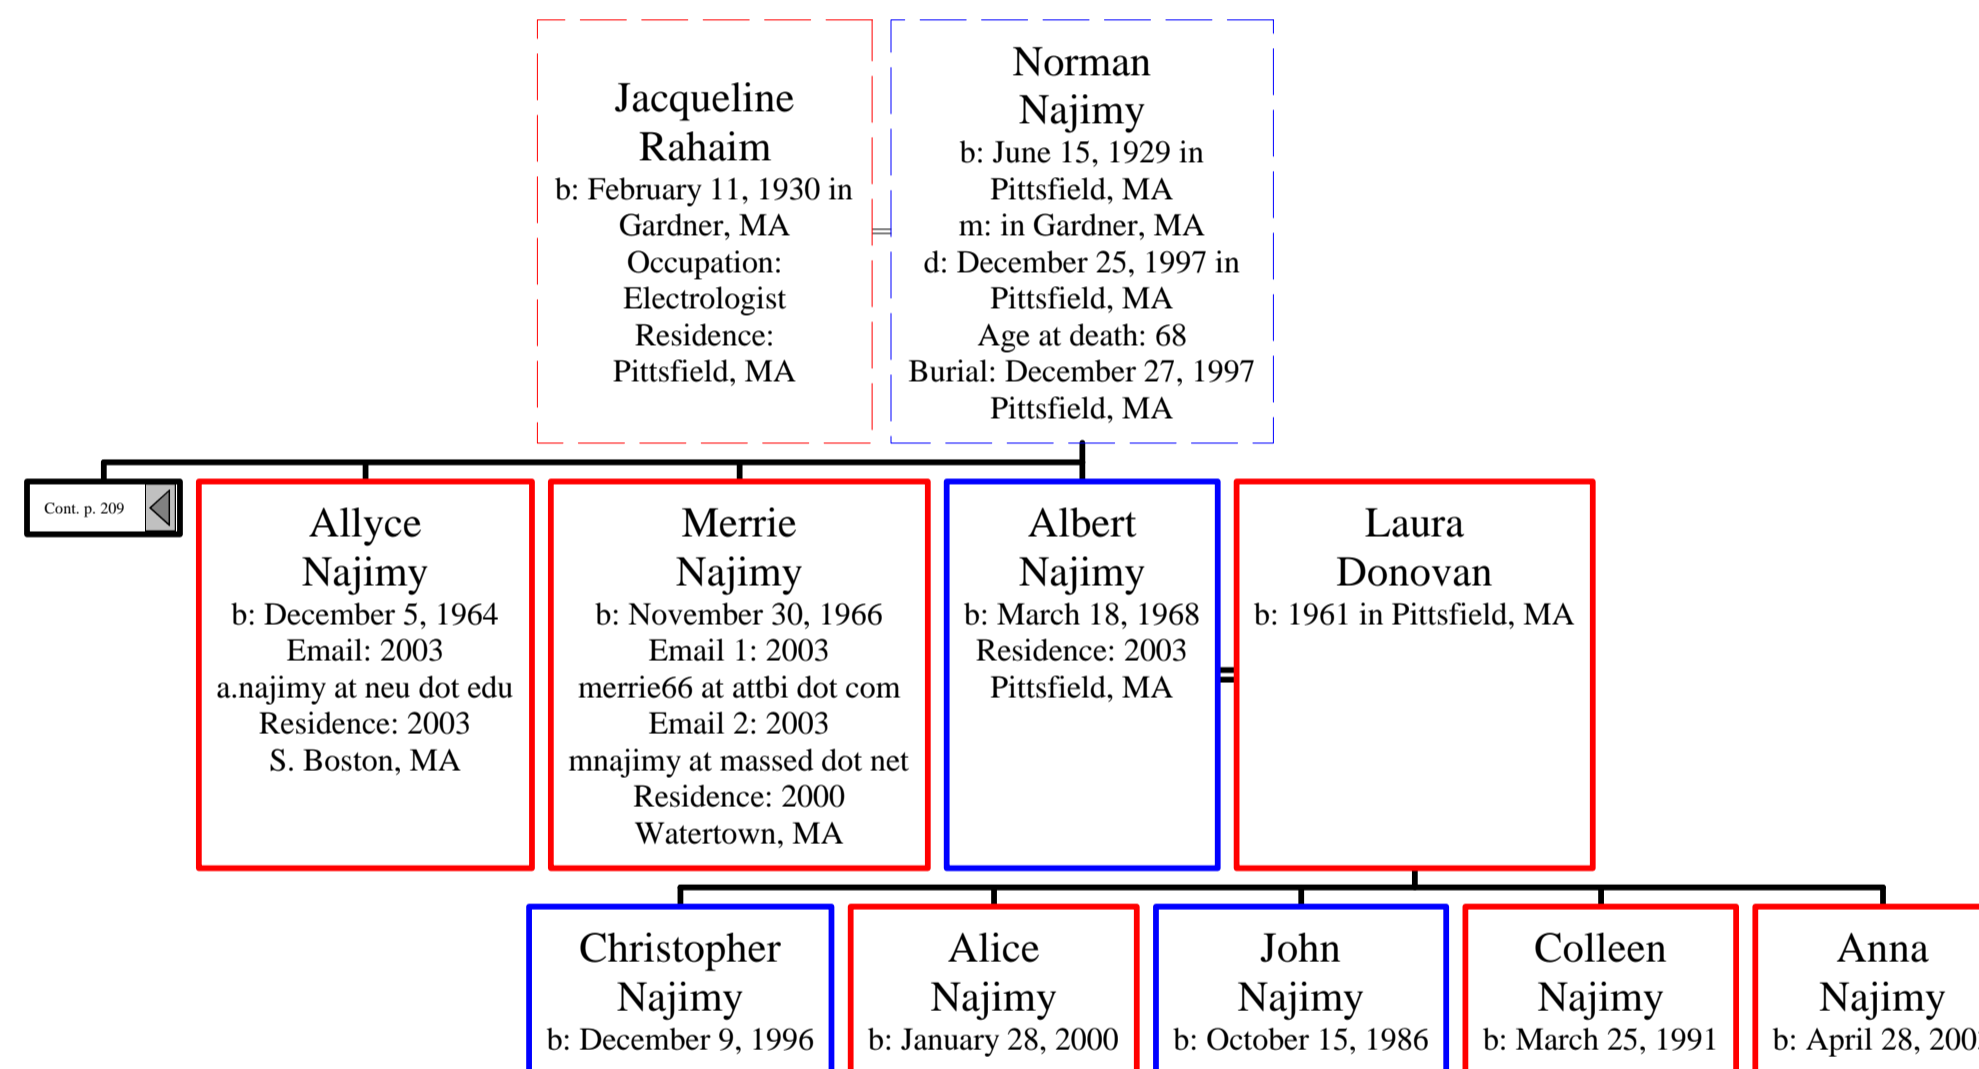 Jacqueline
Rahaim
b: February 11, 1930 in
Gardner, MA
Occupation:
Electrologist
Residence:
Pittsfield, MA
Norman
Najimy
b: June 15, 1929 in
Pittsfield, MA
m: in Gardner, MA
d: December 25, 1997 in
Pittsfield, MA
Age at death: 68
Burial: December 27, 1997
Pittsfield, MA
Cont. p. 209
Allyce
Najimy
b: December 5, 1964
Email: 2003
a.najimy at neu dot edu
Residence: 2003
S. Boston, MA
Merrie
Najimy
b: November 30, 1966
Email 1: 2003
merrie66 at attbi dot com
Email 2: 2003
mnajimy at massed dot net
Residence: 2000
Watertown, MA
Albert
Najimy
b: March 18, 1968
Residence: 2003
Pittsfield, MA
Laura
Donovan
b: 1961 in Pittsfield, MA
Christopher
Najimy
b: December 9, 1996
Alice
Najimy
b: January 28, 2000
John
Najimy
b: October 15, 1986
Colleen
Najimy
b: March 25, 1991
Anna
Najimy
b: April 28,